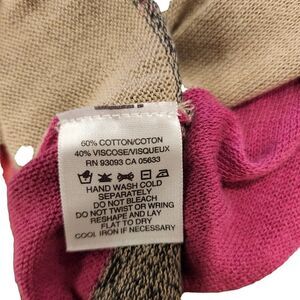 60% COTTON/COTON
40% VISCOSE/VISQUEUX
RN 93093 CA 05633
HAND WASH COLD
SEPARATELY
DO NOT BLEACH
DO NOT TWIST OR WRING
RESHAPE AND LAY
FLAT TO DRY
COOL IRON IF NECESSARY